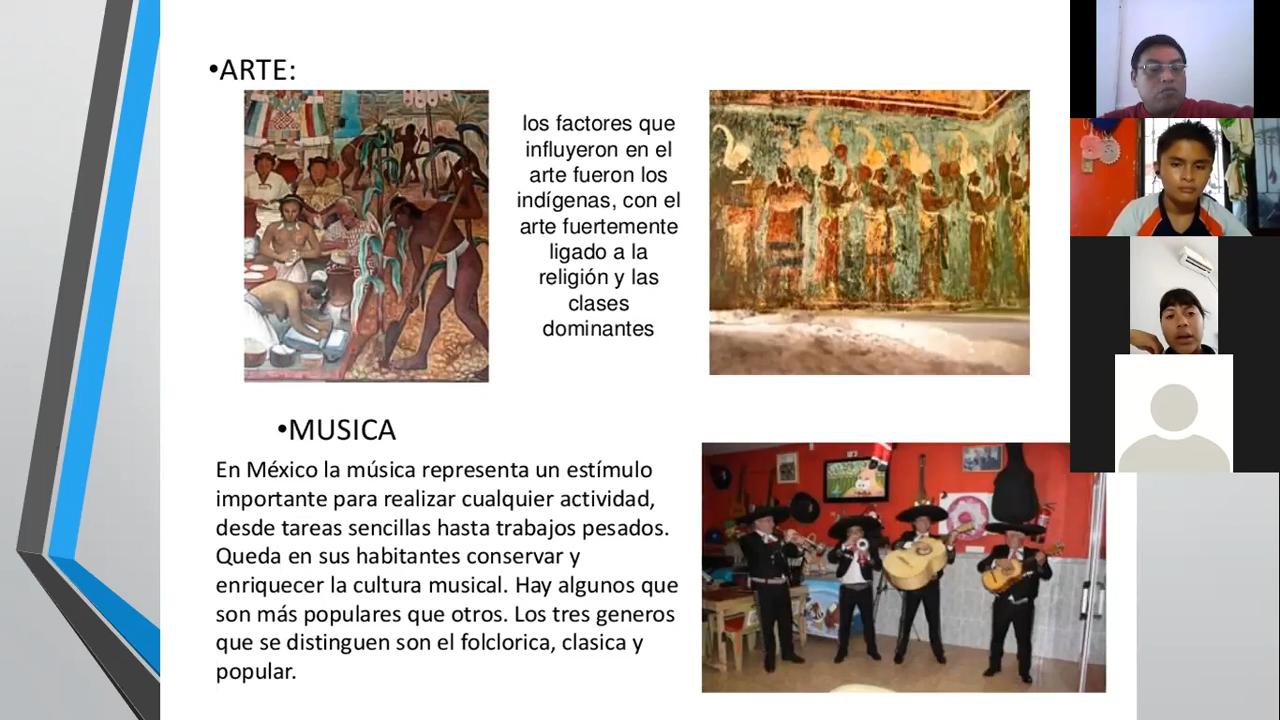 •ARTE:
los factores que
influyeron en el
arte fueron los
indígenas, con el
arte fuertemente
ligado a la
religión y las
clases
dominantes
•MUSICA
En México la música representa un estímulo
importante para realizar cualquier actividad,
desde tareas sencillas hasta trabajos pesados.
Queda en sus habitantes conservar y
enriquecer la cultura musical. Hay algunos que
son más populares que otros. Los tres generos
que se distinguen son el folclorica, clasica y
popular.